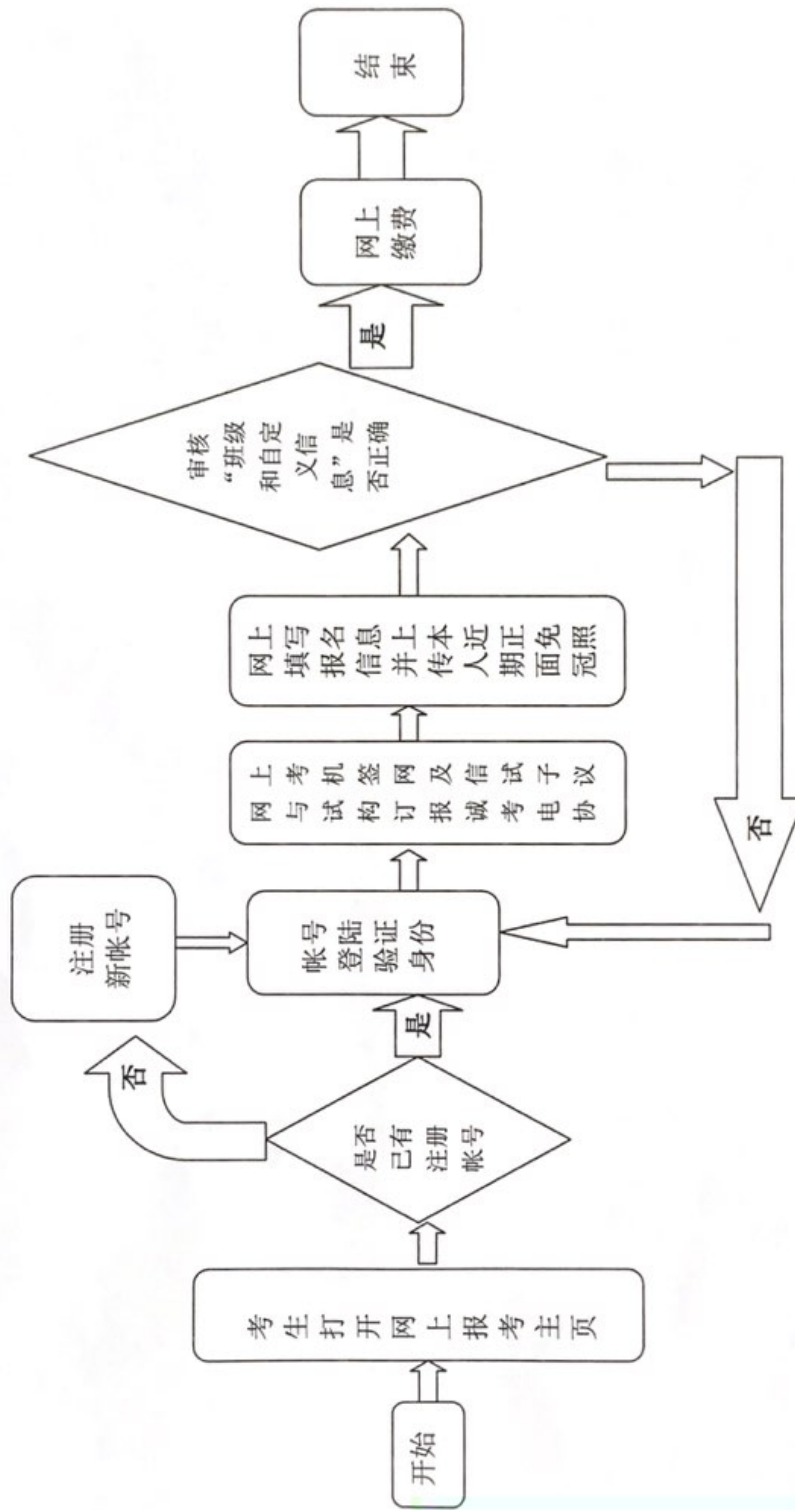 开始
考生打开网上报考主页
是否
已有
注册
帐号
否
是
注册
新帐号
帐号
登陆
验证
身份
网上
与考
试机
构签
订网
报及
诚信
考试
电子
协议
网上
填写
报名
信息
并上
传本
人近
期正
面免
冠照
审核
“班级
和自定
义信
息”是
否正确
是
否
网上
缴费
结
束